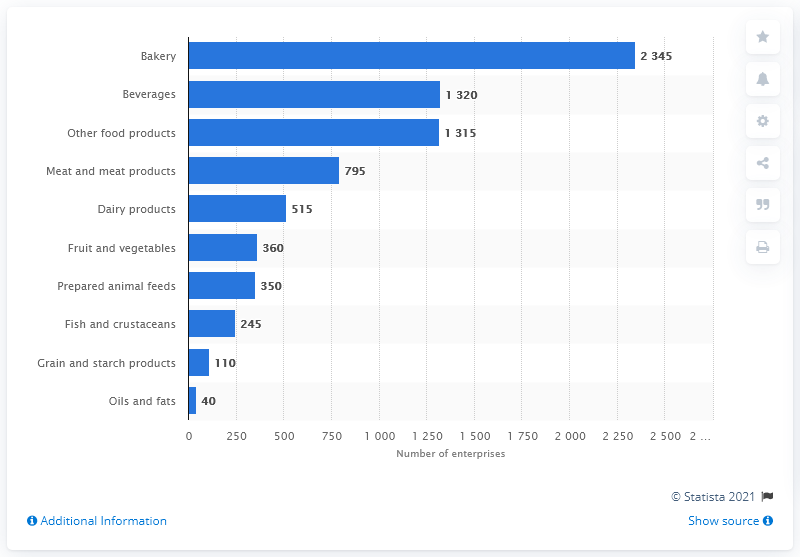 Bakery 2 345
Beverages 1 320
Other food products 1 315
Meat and meat products 795
Dairy products 515
Fruit and vegetables 360
Prepared animal feeds 350
Fish and crustaceans 245
Grain and starch products 110
Oils and fats 40
0 250 500 750 1 000 1 250 1 500 1 750 2 000 2 250 2 500 2 ...
Number of enterprises
© Statista 2021
Additional Information Show source